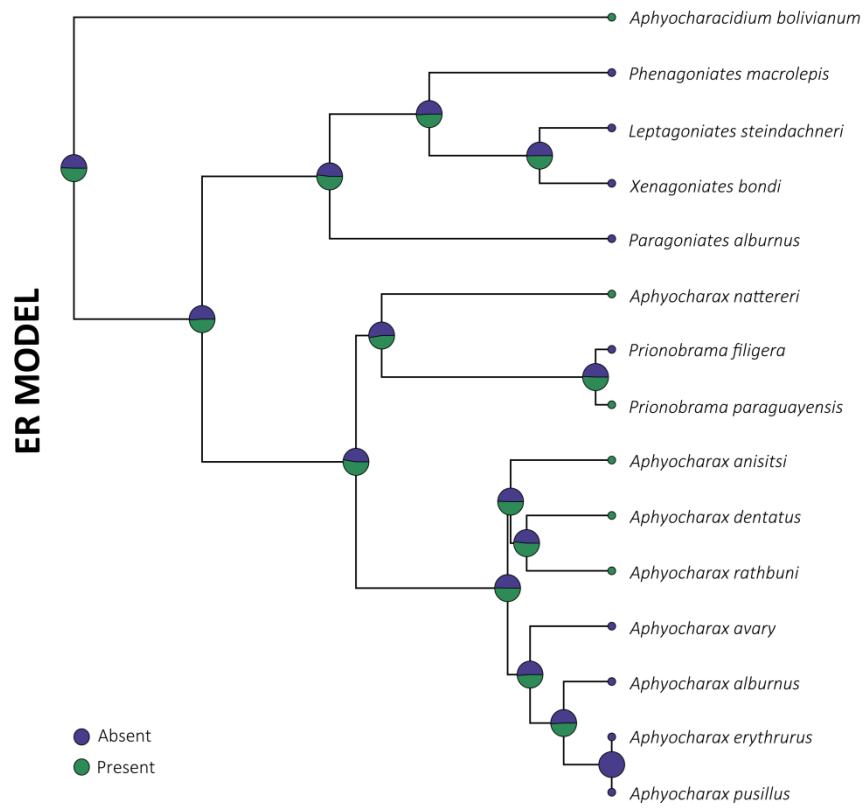 Aphyocharacidium bolivianum
Phenagoniates macrolepis
Leptagoniates steindachneri
Xenagoniates bondi
Paragoniates alburnus
Aphyocharax nattereri
Prionobrama filigera
Prionobrama paraguayensis
Aphyocharax anisitsi
Aphyocharax dentatus
Aphyocharax rathbuni
Aphyocharax avary
Aphyocharax alburnus
Aphyocharax erythrurus
Aphyocharax pusillus
ER MODEL
Absent
Present